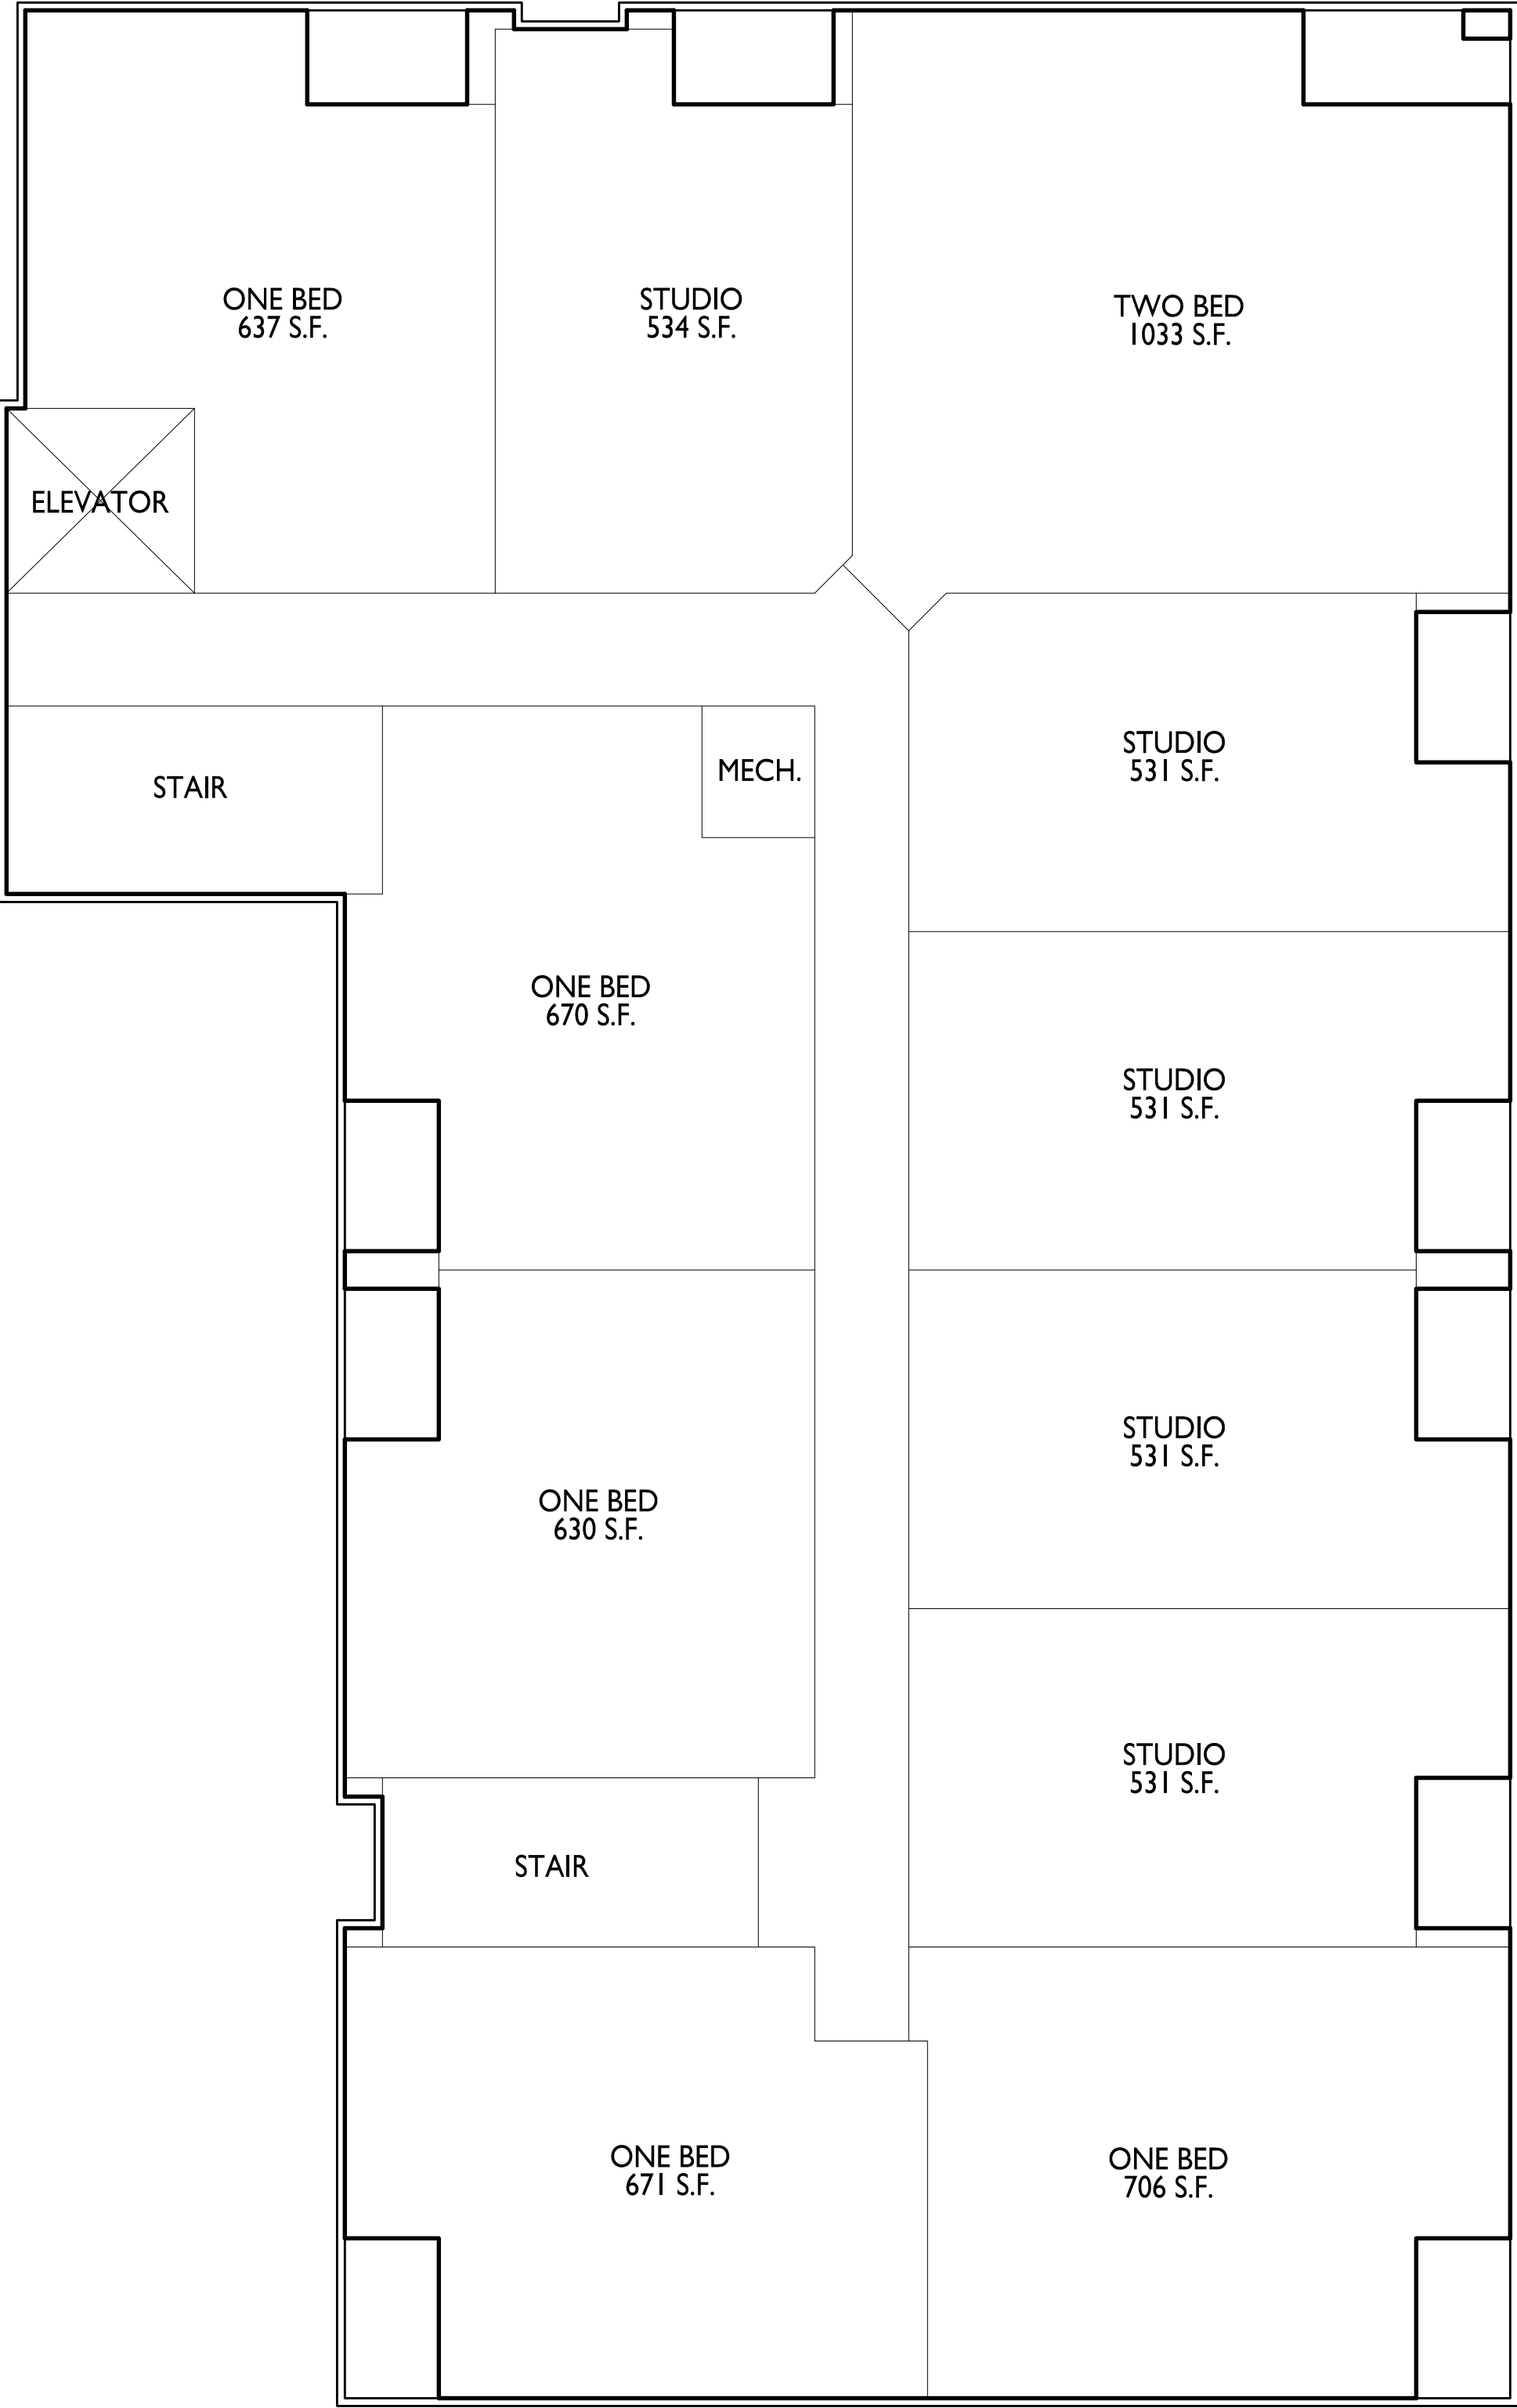 ONE BED
637 S.F.
STUDIO
534 S.F.
TWO BED
1033 S.F.
ELEVATOR
STAIR
MECH.
STUDIO
531 S.F.
ONE BED
670 S.F.
STUDIO
531 S.F.
STUDIO
531 S.F.
ONE BED
630 S.F.
STUDIO
531 S.F.
STAIR
ONE BED
671 S.F.
ONE BED
706 S.F.